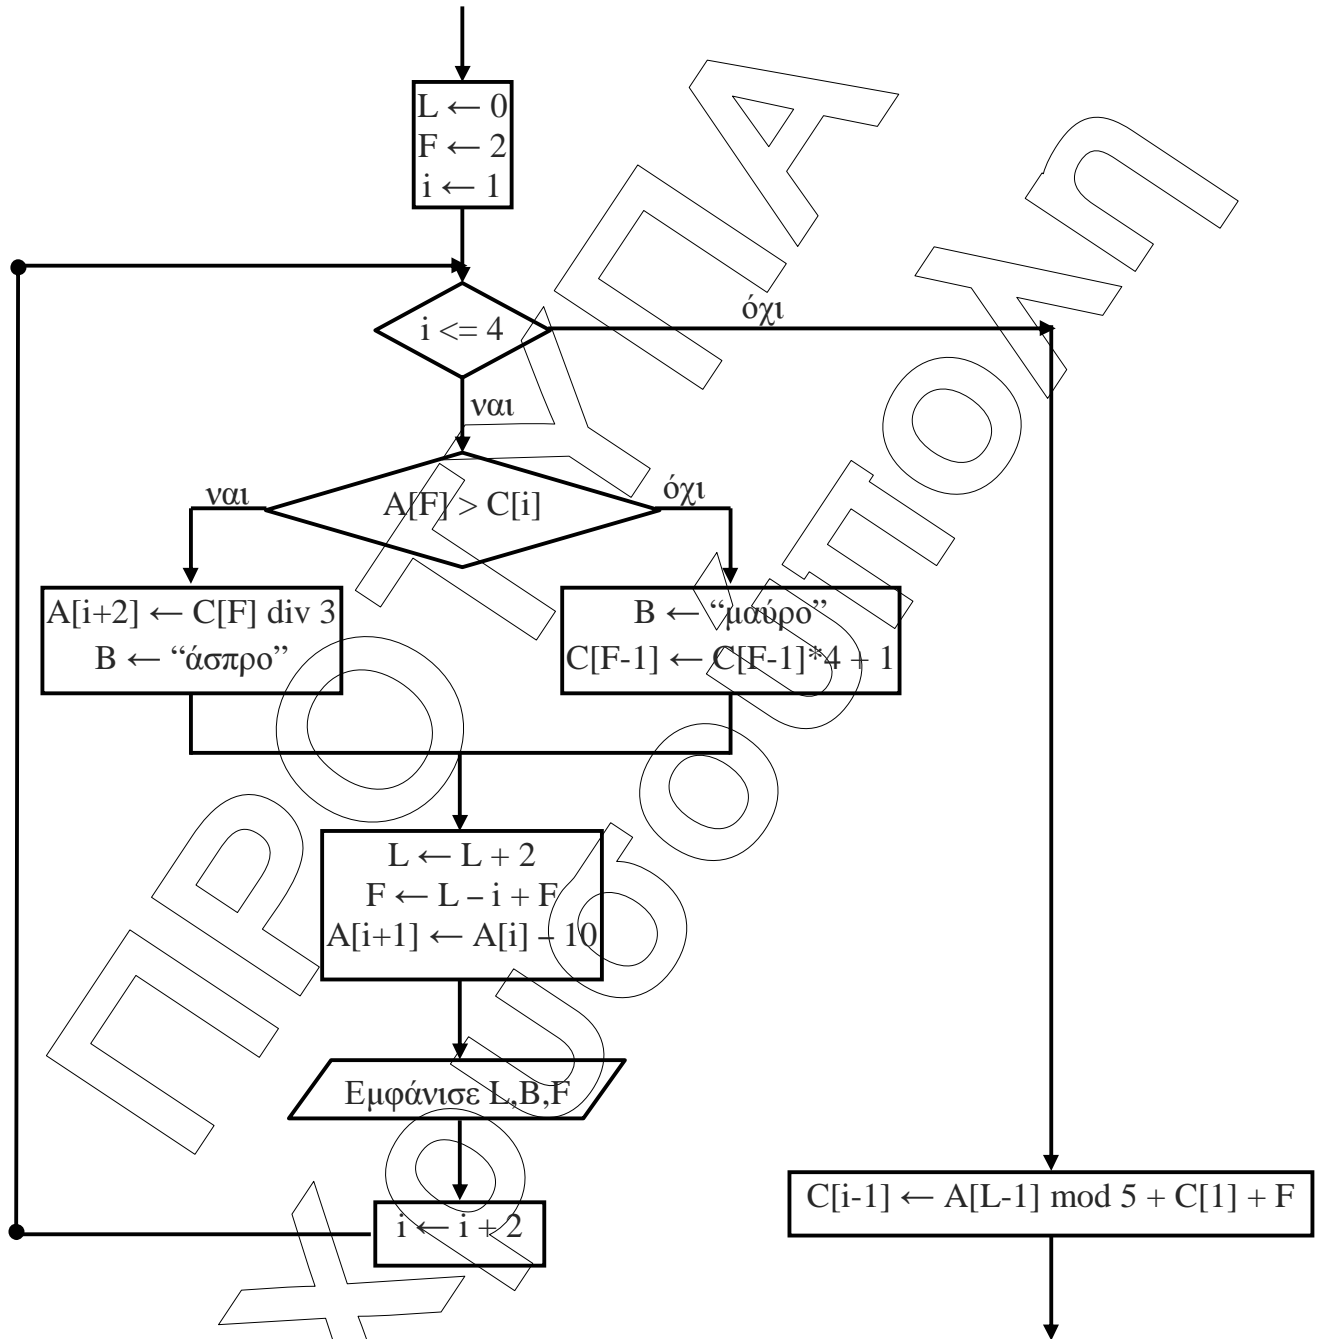 L ← 0
F ← 2
i ← 1
i <= 4
όχι
ναι
A[F] > C[i]
ναι
όχι
A[i+2] ← C[F] div 3
B ← “άσπρο”
B ← “μαύρο”
C[F-1] ← C[F-1]*4 + 1
L ← L + 2
F ← L – i + F
A[i+1] ← A[i] – 10
Εμφάνισε L,B,F
i ← i + 2
C[i-1] ← A[L-1] mod 5 + C[1] + F
ΠΡΟΤΥΠΑ